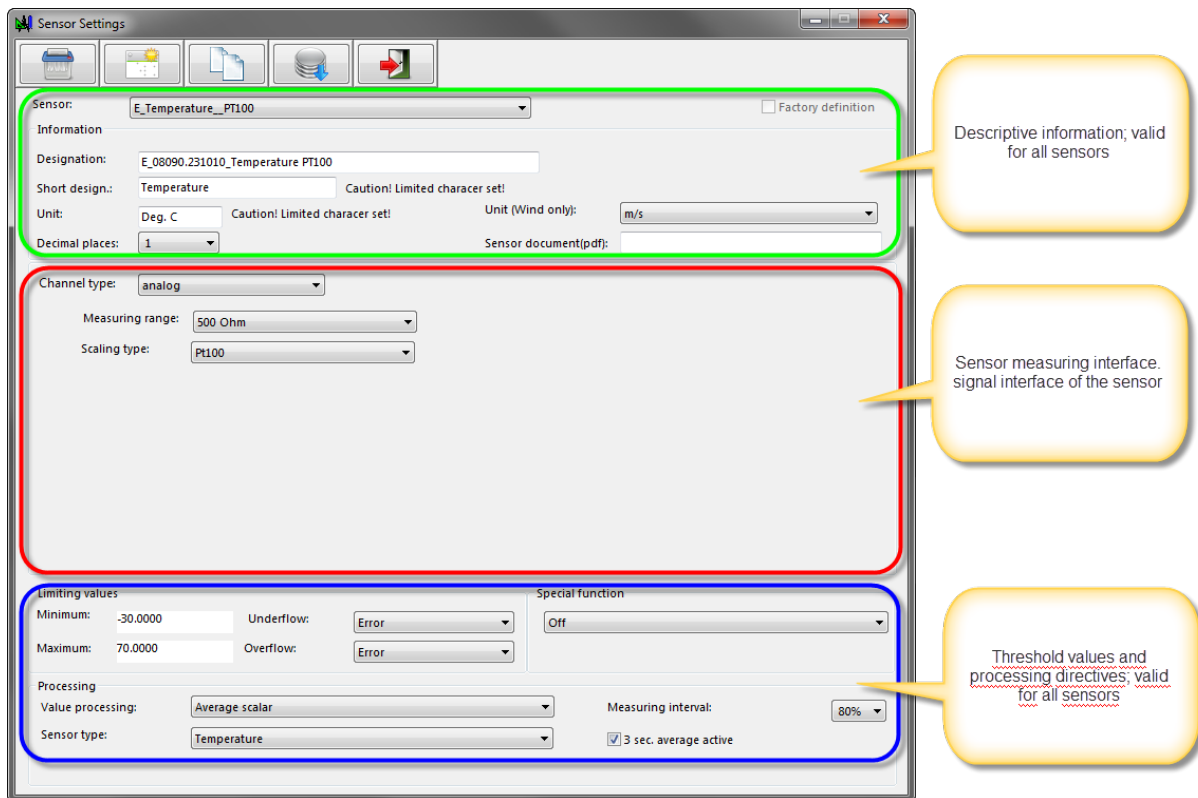 Sensor Settings
Sensor:
E_Temperature__PT100
Factory definition
Information
Designation:
E_08090.231010_Temperature PT100
Short design.:
Temperature
Caution! Limited characer set!
Unit:
Deg. C
Caution! Limited characer set!
Unit (Wind only):
m/s
Decimal places:
1
Sensor document(pdf):
Channel type:
analog
Measuring range:
500 Ohm
Scaling type:
Pt100
Limiting values
Minimum:
-30.0000
Underflow:
Error
Maximum:
70.0000
Overflow:
Error
Special function
Off
Processing
Value processing:
Average scalar
Measuring interval:
80%
Sensor type:
Temperature
3 sec. average active
Descriptive information; valid
for all sensors
Sensor measuring interface.
signal interface of the sensor
Threshold values and
processing directives; valid
for all sensors